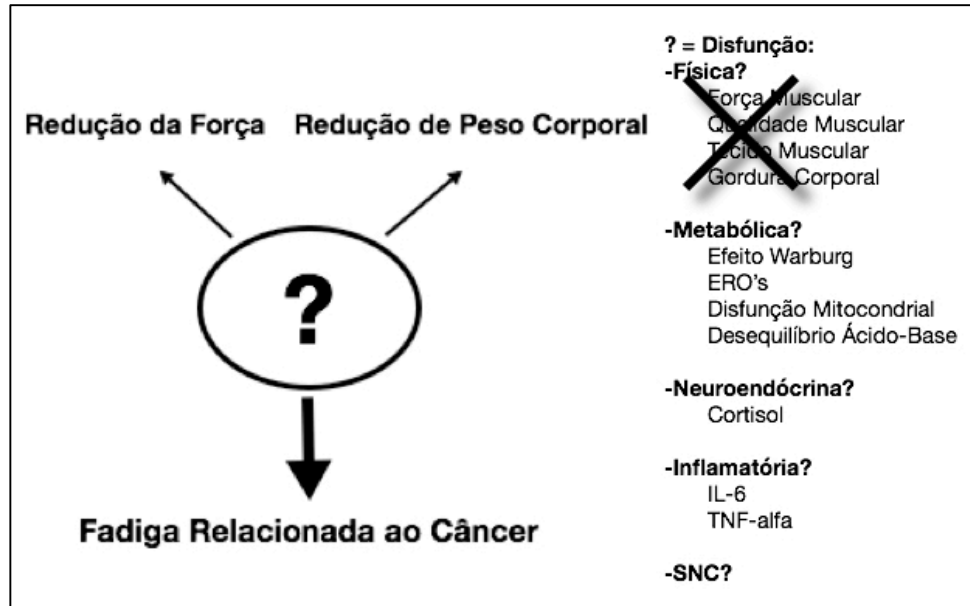 ? = Disfunção:
-Física?
Força Muscular
Qualidade Muscular
Tecido Muscular
Gordura Corporal
Redução da Força
Redução de Peso Corporal
-Metabólica?
Efeito Warburg
ERO's
Disfunção Mitocondrial
Desequilíbrio Ácido-Base
?
-Neuroendócrina?
Cortisol
-Inflamatória?
IL-6
TNF-alfa
Fadiga Relacionada ao Câncer
-SNC?